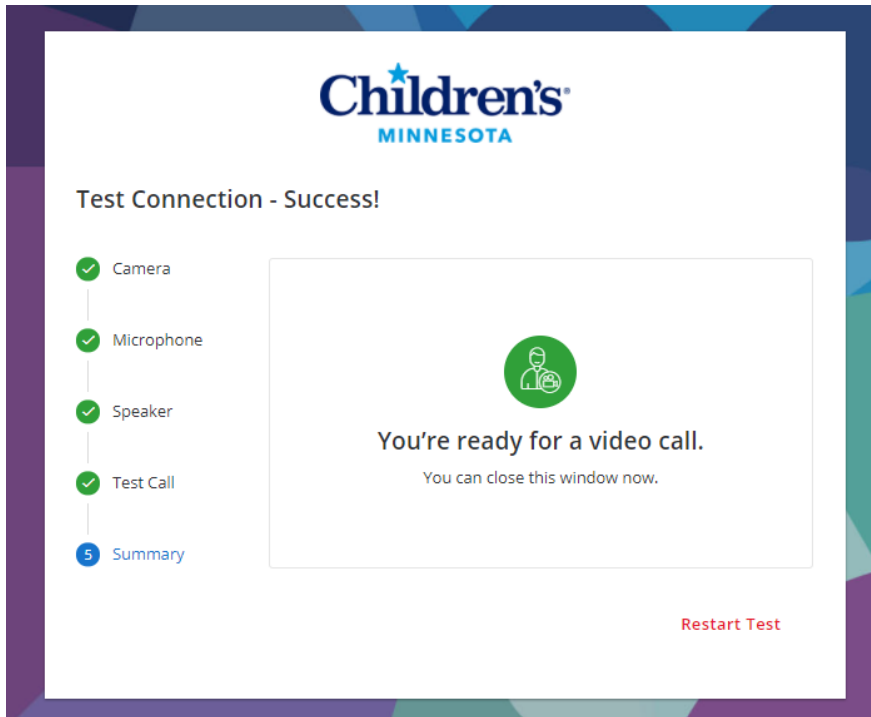 Children's®
MINNESOTA
Test Connection - Success!
Camera
Microphone
Speaker
Test Call
5 Summary
You're ready for a video call.
You can close this window now.
Restart Test